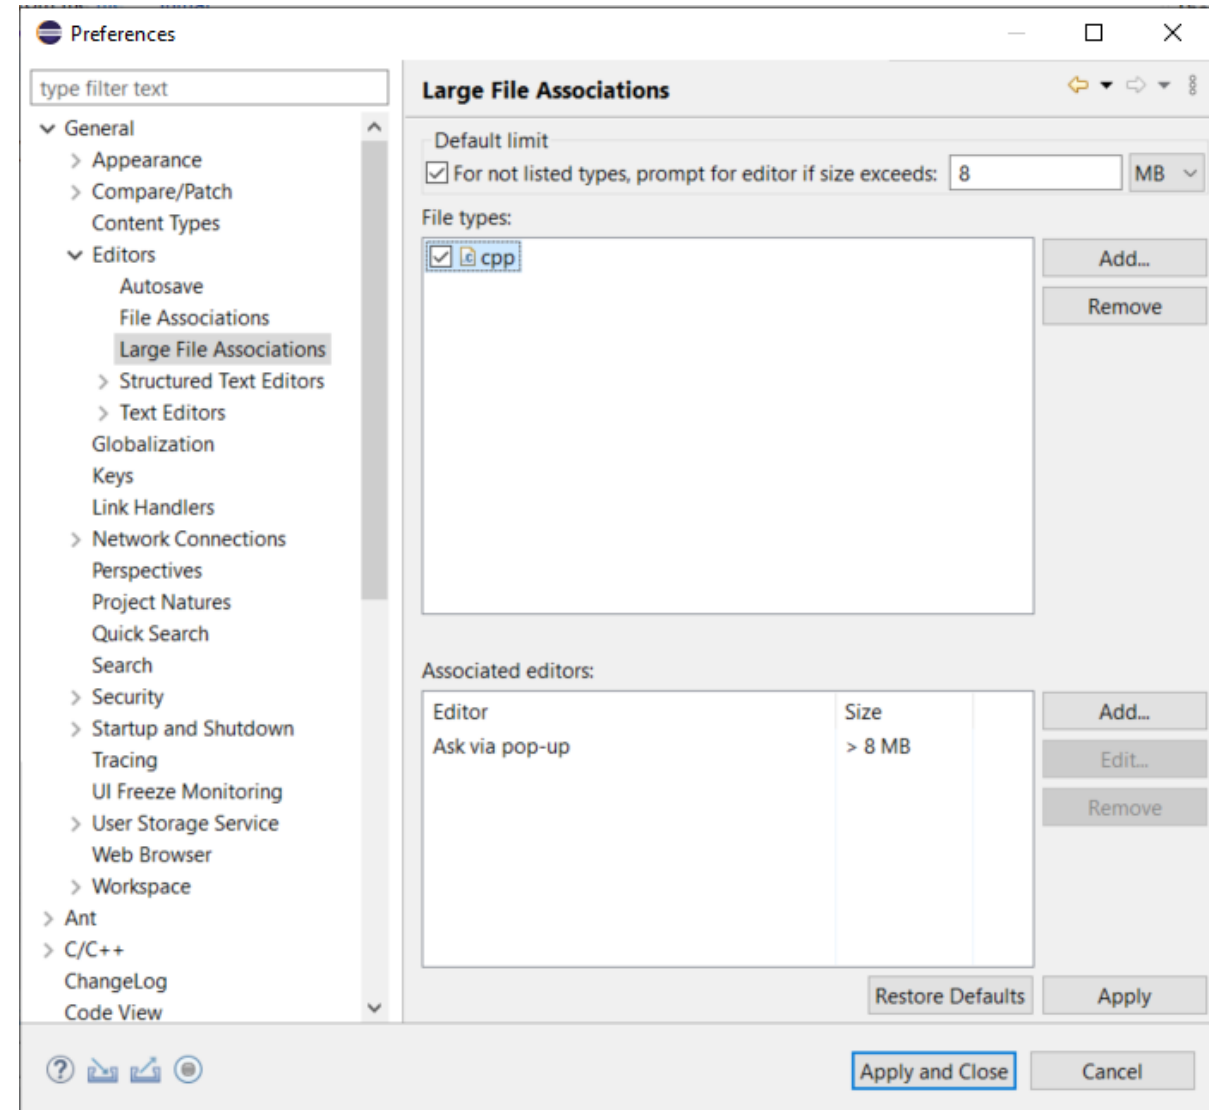 Preferences
type filter text
General
Appearance
Compare/Patch
Content Types
Editors
Autosave
File Associations
Large File Associations
Structured Text Editors
Text Editors
Globalization
Keys
Link Handlers
Network Connections
Perspectives
Project Natures
Quick Search
Search
Security
Startup and Shutdown
Tracing
UI Freeze Monitoring
User Storage Service
Web Browser
Workspace
Ant
C/C++
ChangeLog
Code View
Large File Associations
Default limit
For not listed types, prompt for editor if size exceeds: 8 MB
File types:
cpp
Add...
Remove
Associated editors:
Editor Size
Ask via pop-up > 8 MB
Add...
Edit...
Remove
Restore Defaults Apply
Apply and Close Cancel